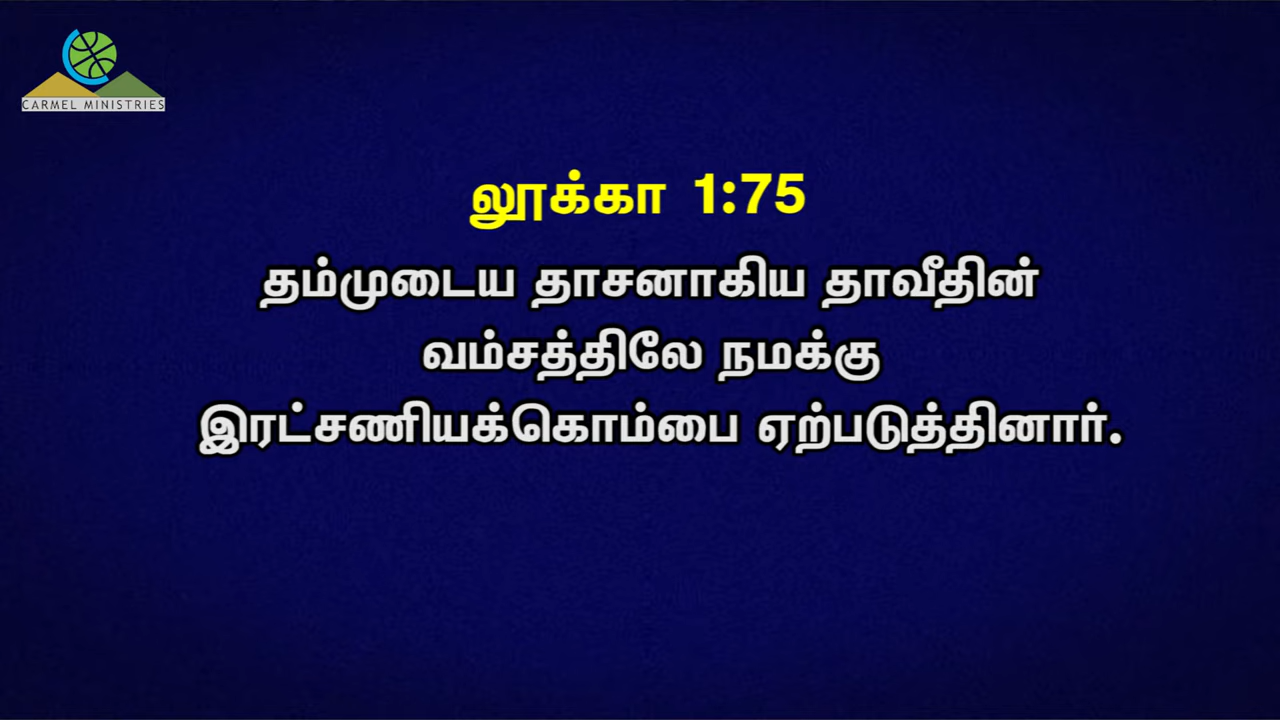 CARMEL MINISTRIES
லூக்கா 1:75
தம்முடைய தாசனாகிய தாவீதின்
வம்சத்திலே நமக்கு
இரட்சணியக்கொம்பை ஏற்படுத்தினார்.